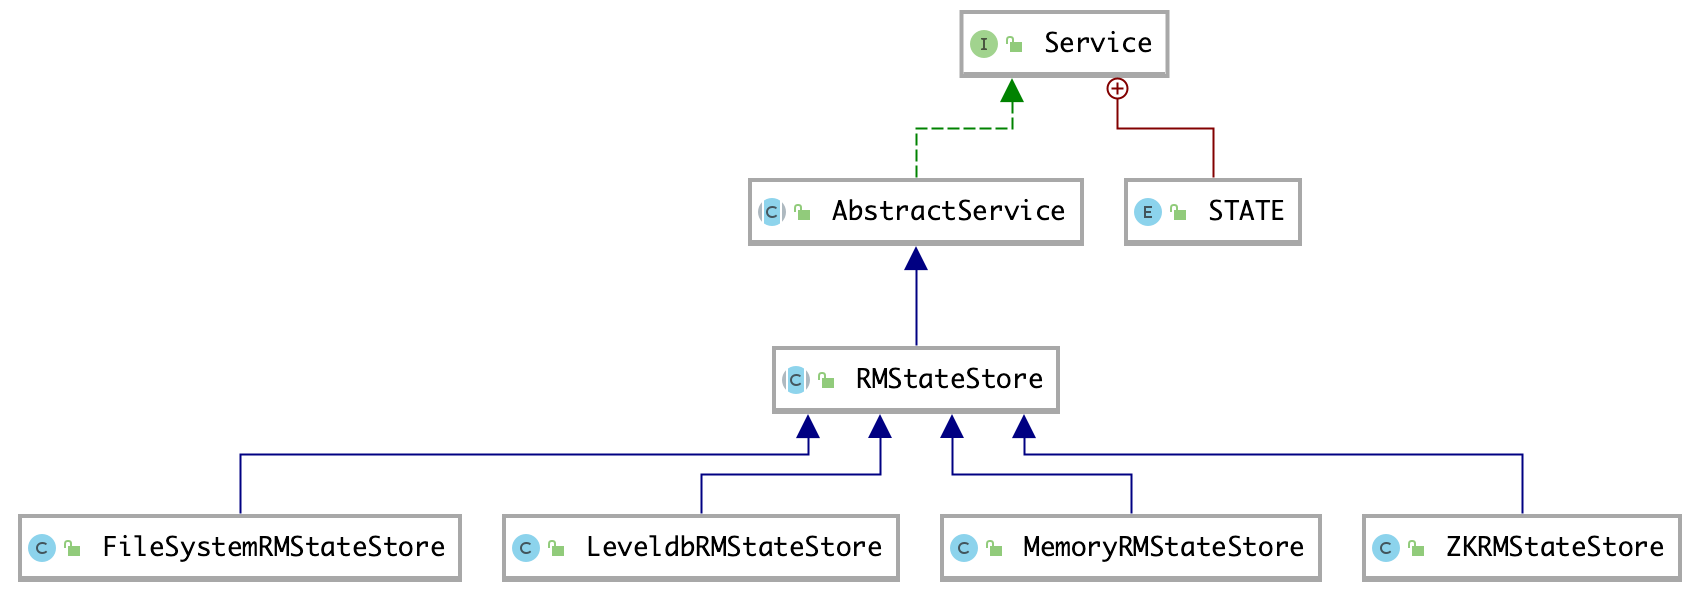 I Service
C AbstractService
E STATE
C RMStateStore
C FileSystemRMStateStore
C LeveldbRMStateStore
C MemoryRMStateStore
C ZKRMStateStore